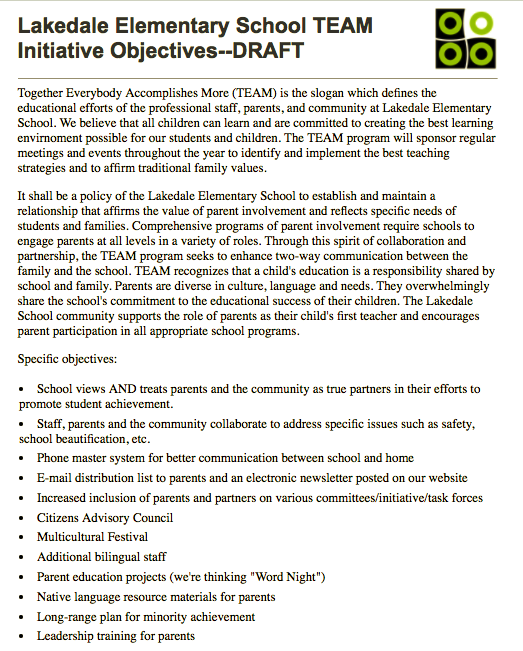 Lakedale Elementary School TEAM
Initiative Objectives--DRAFT
Together Everybody Accomplishes More (TEAM) is the slogan which defines the
educational efforts of the professional staff, parents, and community at Lakedale Elementary
School. We believe that all children can learn and are committed to creating the best learning
envirnoment possible for our students and children. The TEAM program will sponsor regular
meetings and events throughout the year to identify and implement the best teaching
strategies and to affirm traditional family values.
It shall be a policy of the Lakedale Elementary School to establish and maintain a
relationship that affirms the value of parent involvement and reflects specific needs of
students and families. Comprehensive programs of parent involvement require schools to
engage parents at all levels in a variety of roles. Through this spirit of collaboration and
partnership, the TEAM program seeks to enhance two-way communication between the
family and the school. TEAM recognizes that a child's education is a responsibility shared by
school and family. Parents are diverse in culture, language and needs. They overwhelmingly
share the school's commitment to the educational success of their children. The Lakedale
School community supports the role of parents as their child's first teacher and encourages
parent participation in all appropriate school programs.
Specific objectives:
• School views AND treats parents and the community as true partners in their efforts to
promote student achievement.
• Staff, parents and the community collaborate to address specific issues such as safety,
school beautification, etc.
• Phone master system for better communication between school and home
• E-mail distribution list to parents and an electronic newsletter posted on our website
• Increased inclusion of parents and partners on various committees/initiative/task forces
• Citizens Advisory Council
• Multicultural Festival
• Additional bilingual staff
• Parent education projects (we're thinking "Word Night")
• Native language resource materials for parents
• Long-range plan for minority achievement
• Leadership training for parents